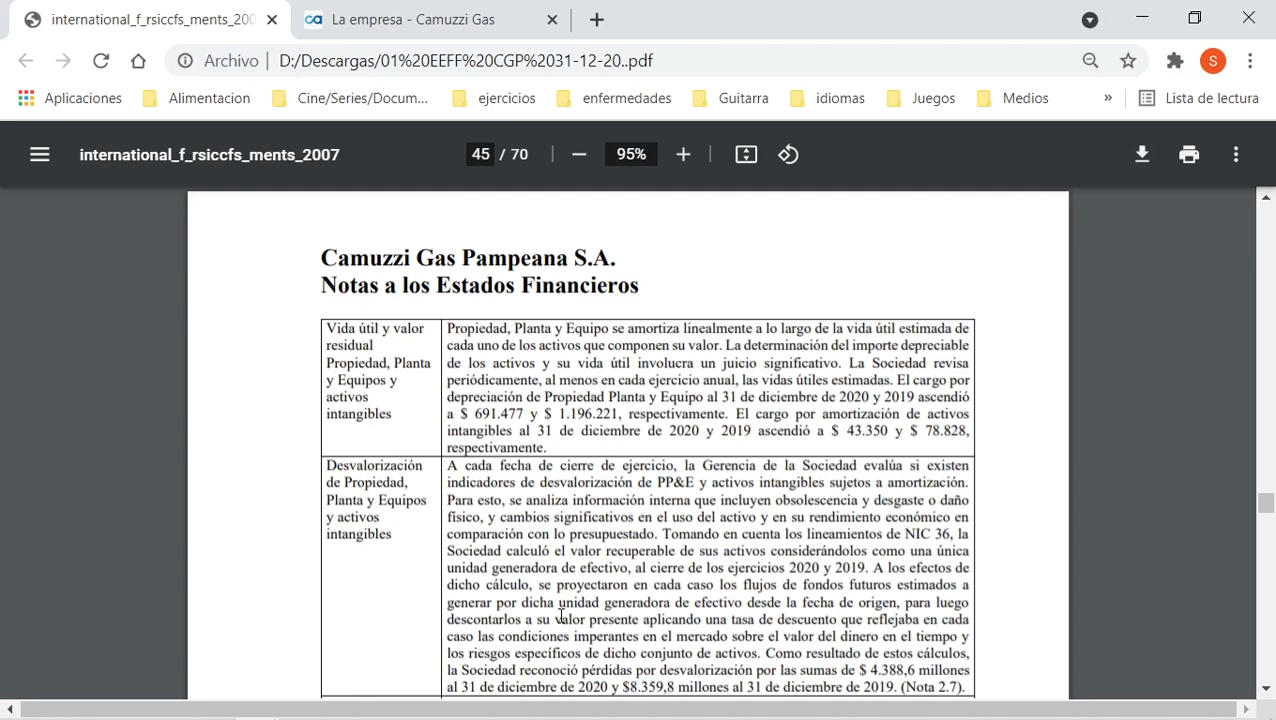 international_f_rsiccfs_ments_200
La empresa - Camuzzi Gas
Archivo
D:/Descargas/01%20EEFF%20CGP%2031-12-20..pdf
S
Aplicaciones
Alimentacion
Cine/Series/Docum...
ejercicios
enfermedades
Guitarra
idiomas
Juegos
Medios
»
Lista de lectura
international_f_rsiccfs_ments_2007
45 / 70
95%
Camuzzi Gas Pampeana S.A.
Notas a los Estados Financieros
Vida útil y valor
residual
Propiedad, Planta
y Equipos y
activos
intangibles
Propiedad, Planta y Equipo se amortiza linealmente a lo largo de la vida útil estimada de
cada uno de los activos que componen su valor. La determinación del importe depreciable
de los activos y su vida útil involucra un juicio significativo. La Sociedad revisa
periódicamente, al menos en cada ejercicio anual, las vidas útiles estimadas. El cargo por
depreciación de Propiedad Planta y Equipo al 31 de diciembre de 2020 y 2019 ascendió
a $ 691.477 y $ 1.196.221, respectivamente. El cargo por amortización de activos
intangibles al 31 de diciembre de 2020 y 2019 ascendió a $ 43.350 y $ 78.828,
respectivamente.
Desvalorización
de Propiedad,
Planta y Equipos
y activos
intangibles
A cada fecha de cierre de ejercicio, la Gerencia de la Sociedad evalúa si existen
indicadores de desvalorización de PP&E y activos intangibles sujetos a amortización.
Para esto, se analiza información interna que incluyen obsolescencia y desgaste o daño
físico, y cambios significativos en el uso del activo y en su rendimiento económico en
comparación con lo presupuestado. Tomando en cuenta los lineamientos de NIC 36, la
Sociedad calculó el valor recuperable de sus activos considerándolos como una única
unidad generadora de efectivo, al cierre de los ejercicios 2020 y 2019. A los efectos de
dicho cálculo, se proyectaron en cada caso los flujos de fondos futuros estimados a
generar por dicha unidad generadora de efectivo desde la fecha de origen, para luego
descontarlos a su valor presente aplicando una tasa de descuento que reflejaba en cada
caso las condiciones imperantes en el mercado sobre el valor del dinero en el tiempo y
los riesgos específicos de dicho conjunto de activos. Como resultado de estos cálculos,
la Sociedad reconoció pérdidas por desvalorización por las sumas de $ 4.388,6 millones
al 31 de diciembre de 2020 y $8.359,8 millones al 31 de diciembre de 2019. (Nota 2.7).